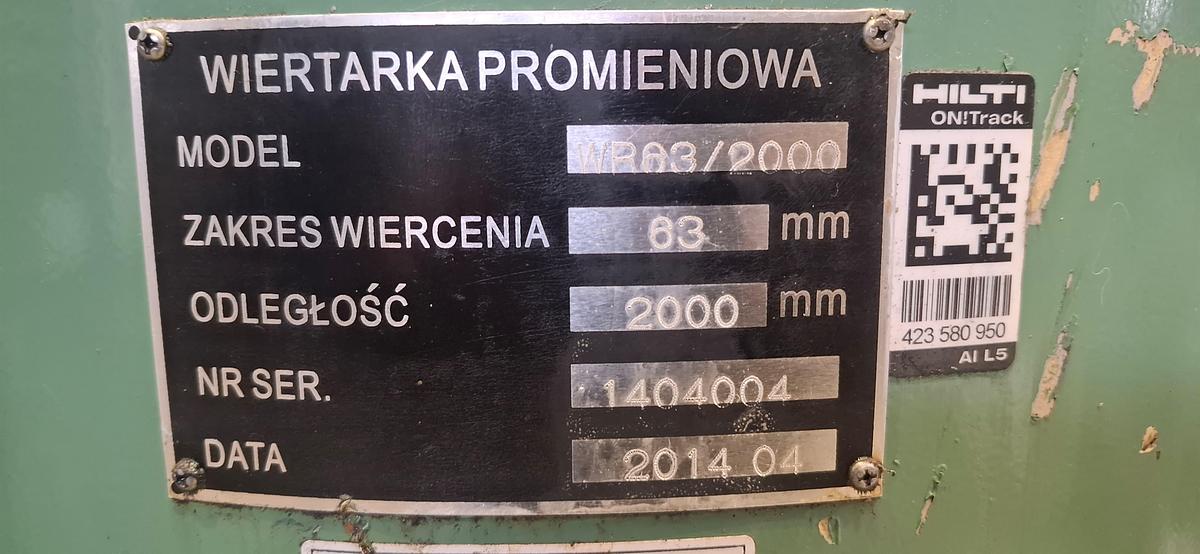 WIERTARKA PROMIENIOWA
MODEL WR63/2000
ZAKRES WIERCENIA 63 mm
ODLEGŁOŚĆ 2000 mm
NR SER. 1404004
DATA 2014 04
HILTI
ON!Track
423 580 950
AI L5